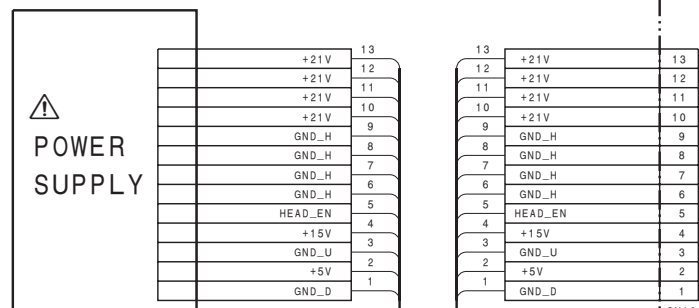 13 13
+21V +21V 13
12 12
+21V +21V 12
11 11
+21V +21V 11
10 10
+21V +21V 10
9 9
GND_H GND_H 9
8 8
GND_H GND_H 8
7 7
GND_H GND_H 7
6 6
GND_H GND_H 6
5 5
HEAD_EN HEAD_EN 5
4 4
+15V +15V 4
3 3
GND_U GND_U 3
2 2
+5V +5V 2
1 1
GND_D GND_D 1
POWER
SUPPLY